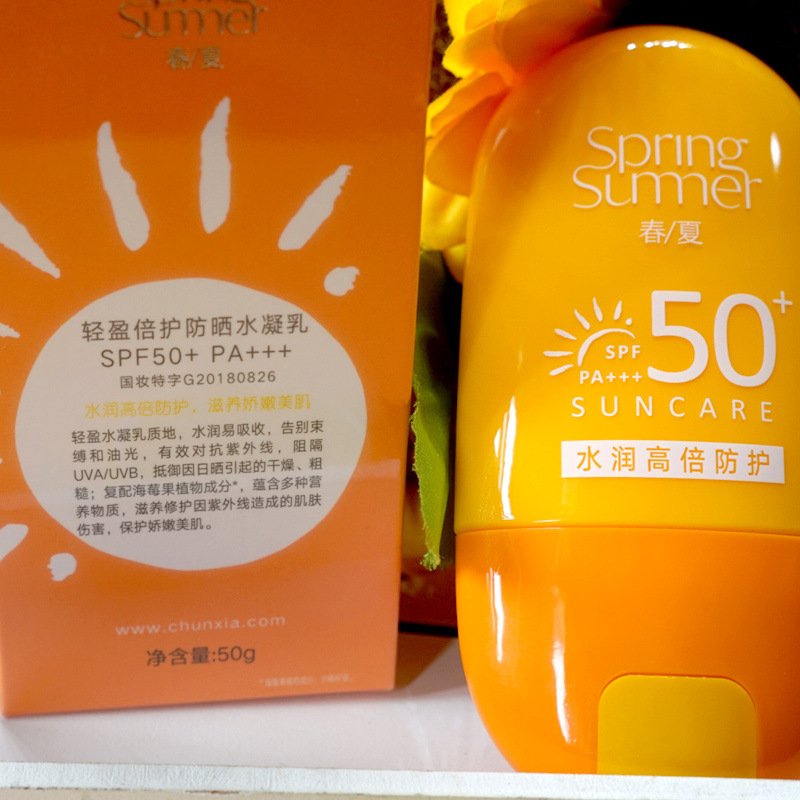 Spring
Summer
春/夏
轻盈倍护防晒水凝乳
SPF50+ PA+++
国妆特字G20180826
水润高倍防护，滋养娇嫩美肌
轻盈水凝乳质地，水润易吸收，告别束
缚和油光，有效对抗紫外线，阻隔
UVA/UVB，抵御因日晒引起的干燥、粗
糙；复配海莓果植物成分*，蕴含多种营
养物质，滋养修护因紫外线造成的肌肤
伤害，保护娇嫩美肌。
www.chunxia.com
净含量:50g
Spring
Summer
春/夏
SPF 50+
PA+++
SUNCARE
水润高倍防护